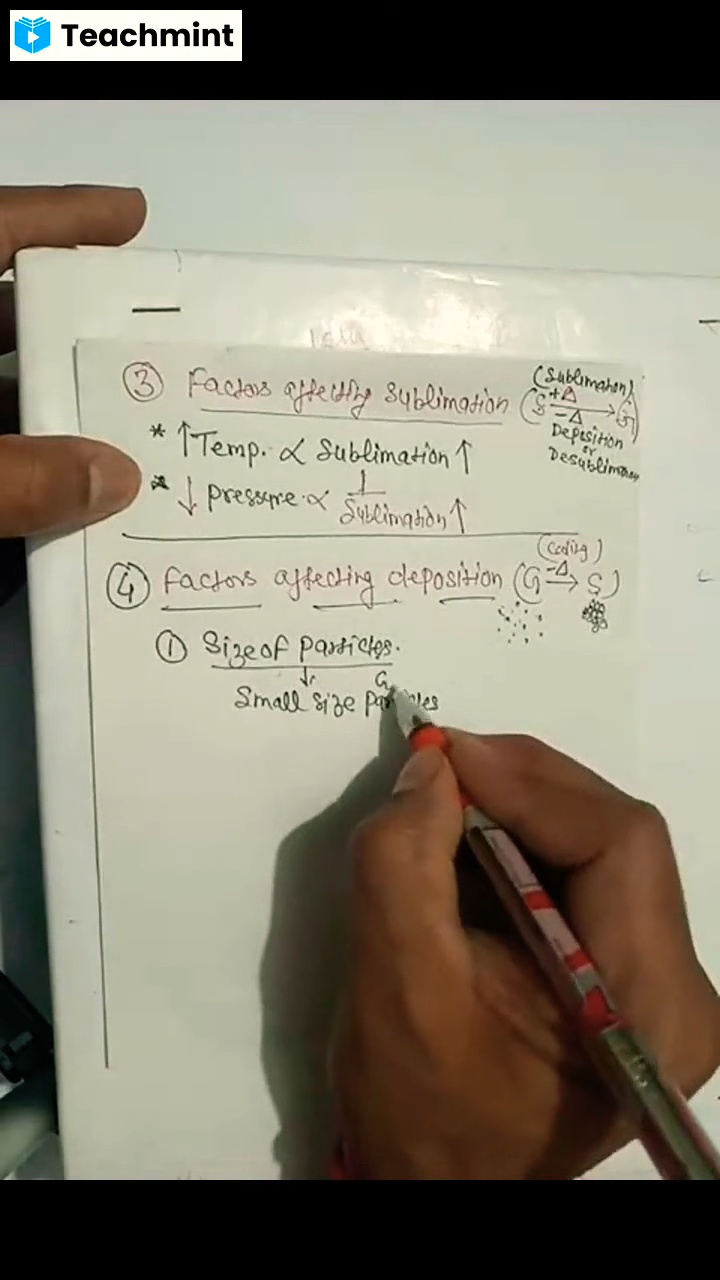 Teachmint
③ Factors affecting sublimation
(Sublimation)
(S +Δ → G)
-Δ
Deposition
or
Desublimation
* ↑Temp. ∝ Sublimation ↑
* ↓ pressure ∝ 1
Sublimation ↑
④ Factors affecting deposition (G -Δ → S)
① Size of particles.
Small size particles